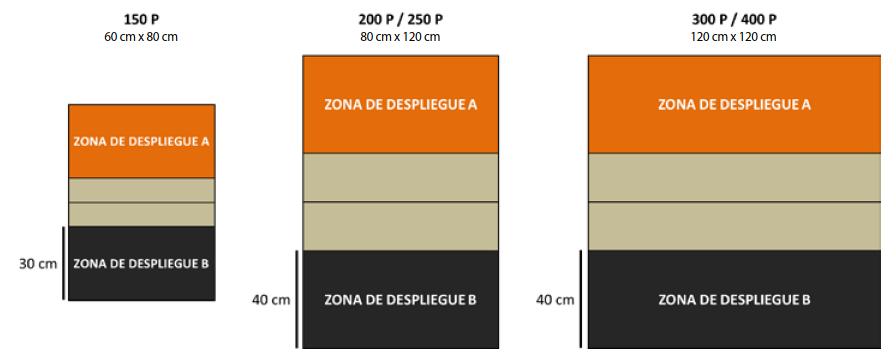 150 P
60 cm x 80 cm
ZONA DE DESPLIEGUE A
30 cm
ZONA DE DESPLIEGUE B
200 P / 250 P
80 cm x 120 cm
ZONA DE DESPLIEGUE A
40 cm
ZONA DE DESPLIEGUE B
300 P / 400 P
120 cm x 120 cm
ZONA DE DESPLIEGUE A
40 cm
ZONA DE DESPLIEGUE B